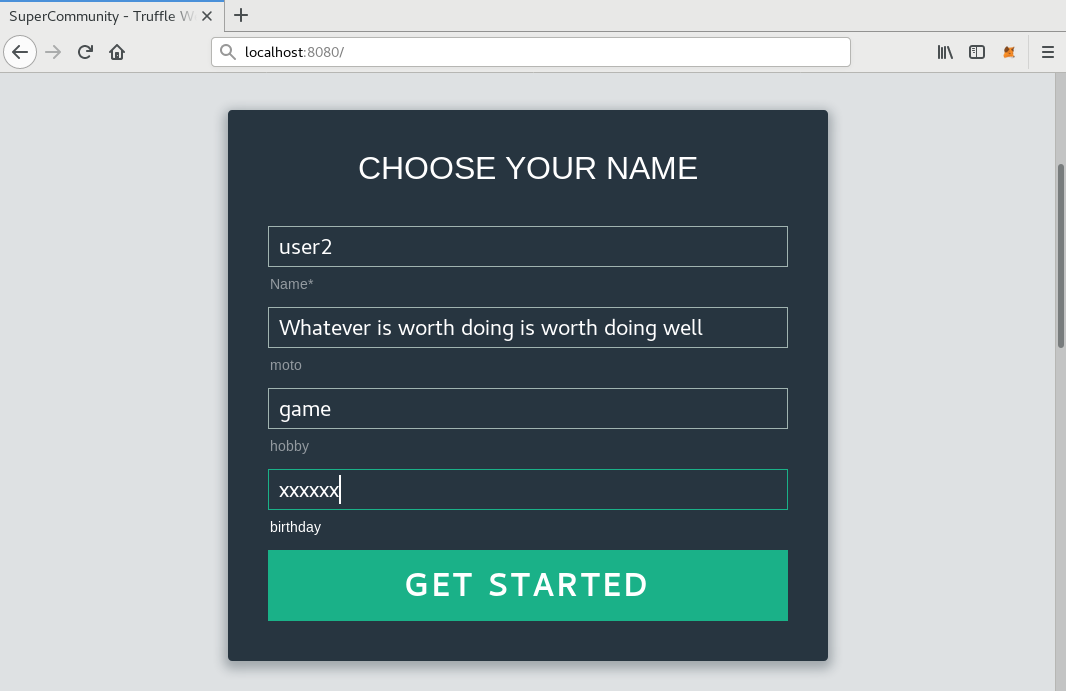 SuperCommunity - Truffle W
localhost:8080/
CHOOSE YOUR NAME
user2
Name*
Whatever is worth doing is worth doing well
moto
game
hobby
xxxxxx
birthday
GET STARTED